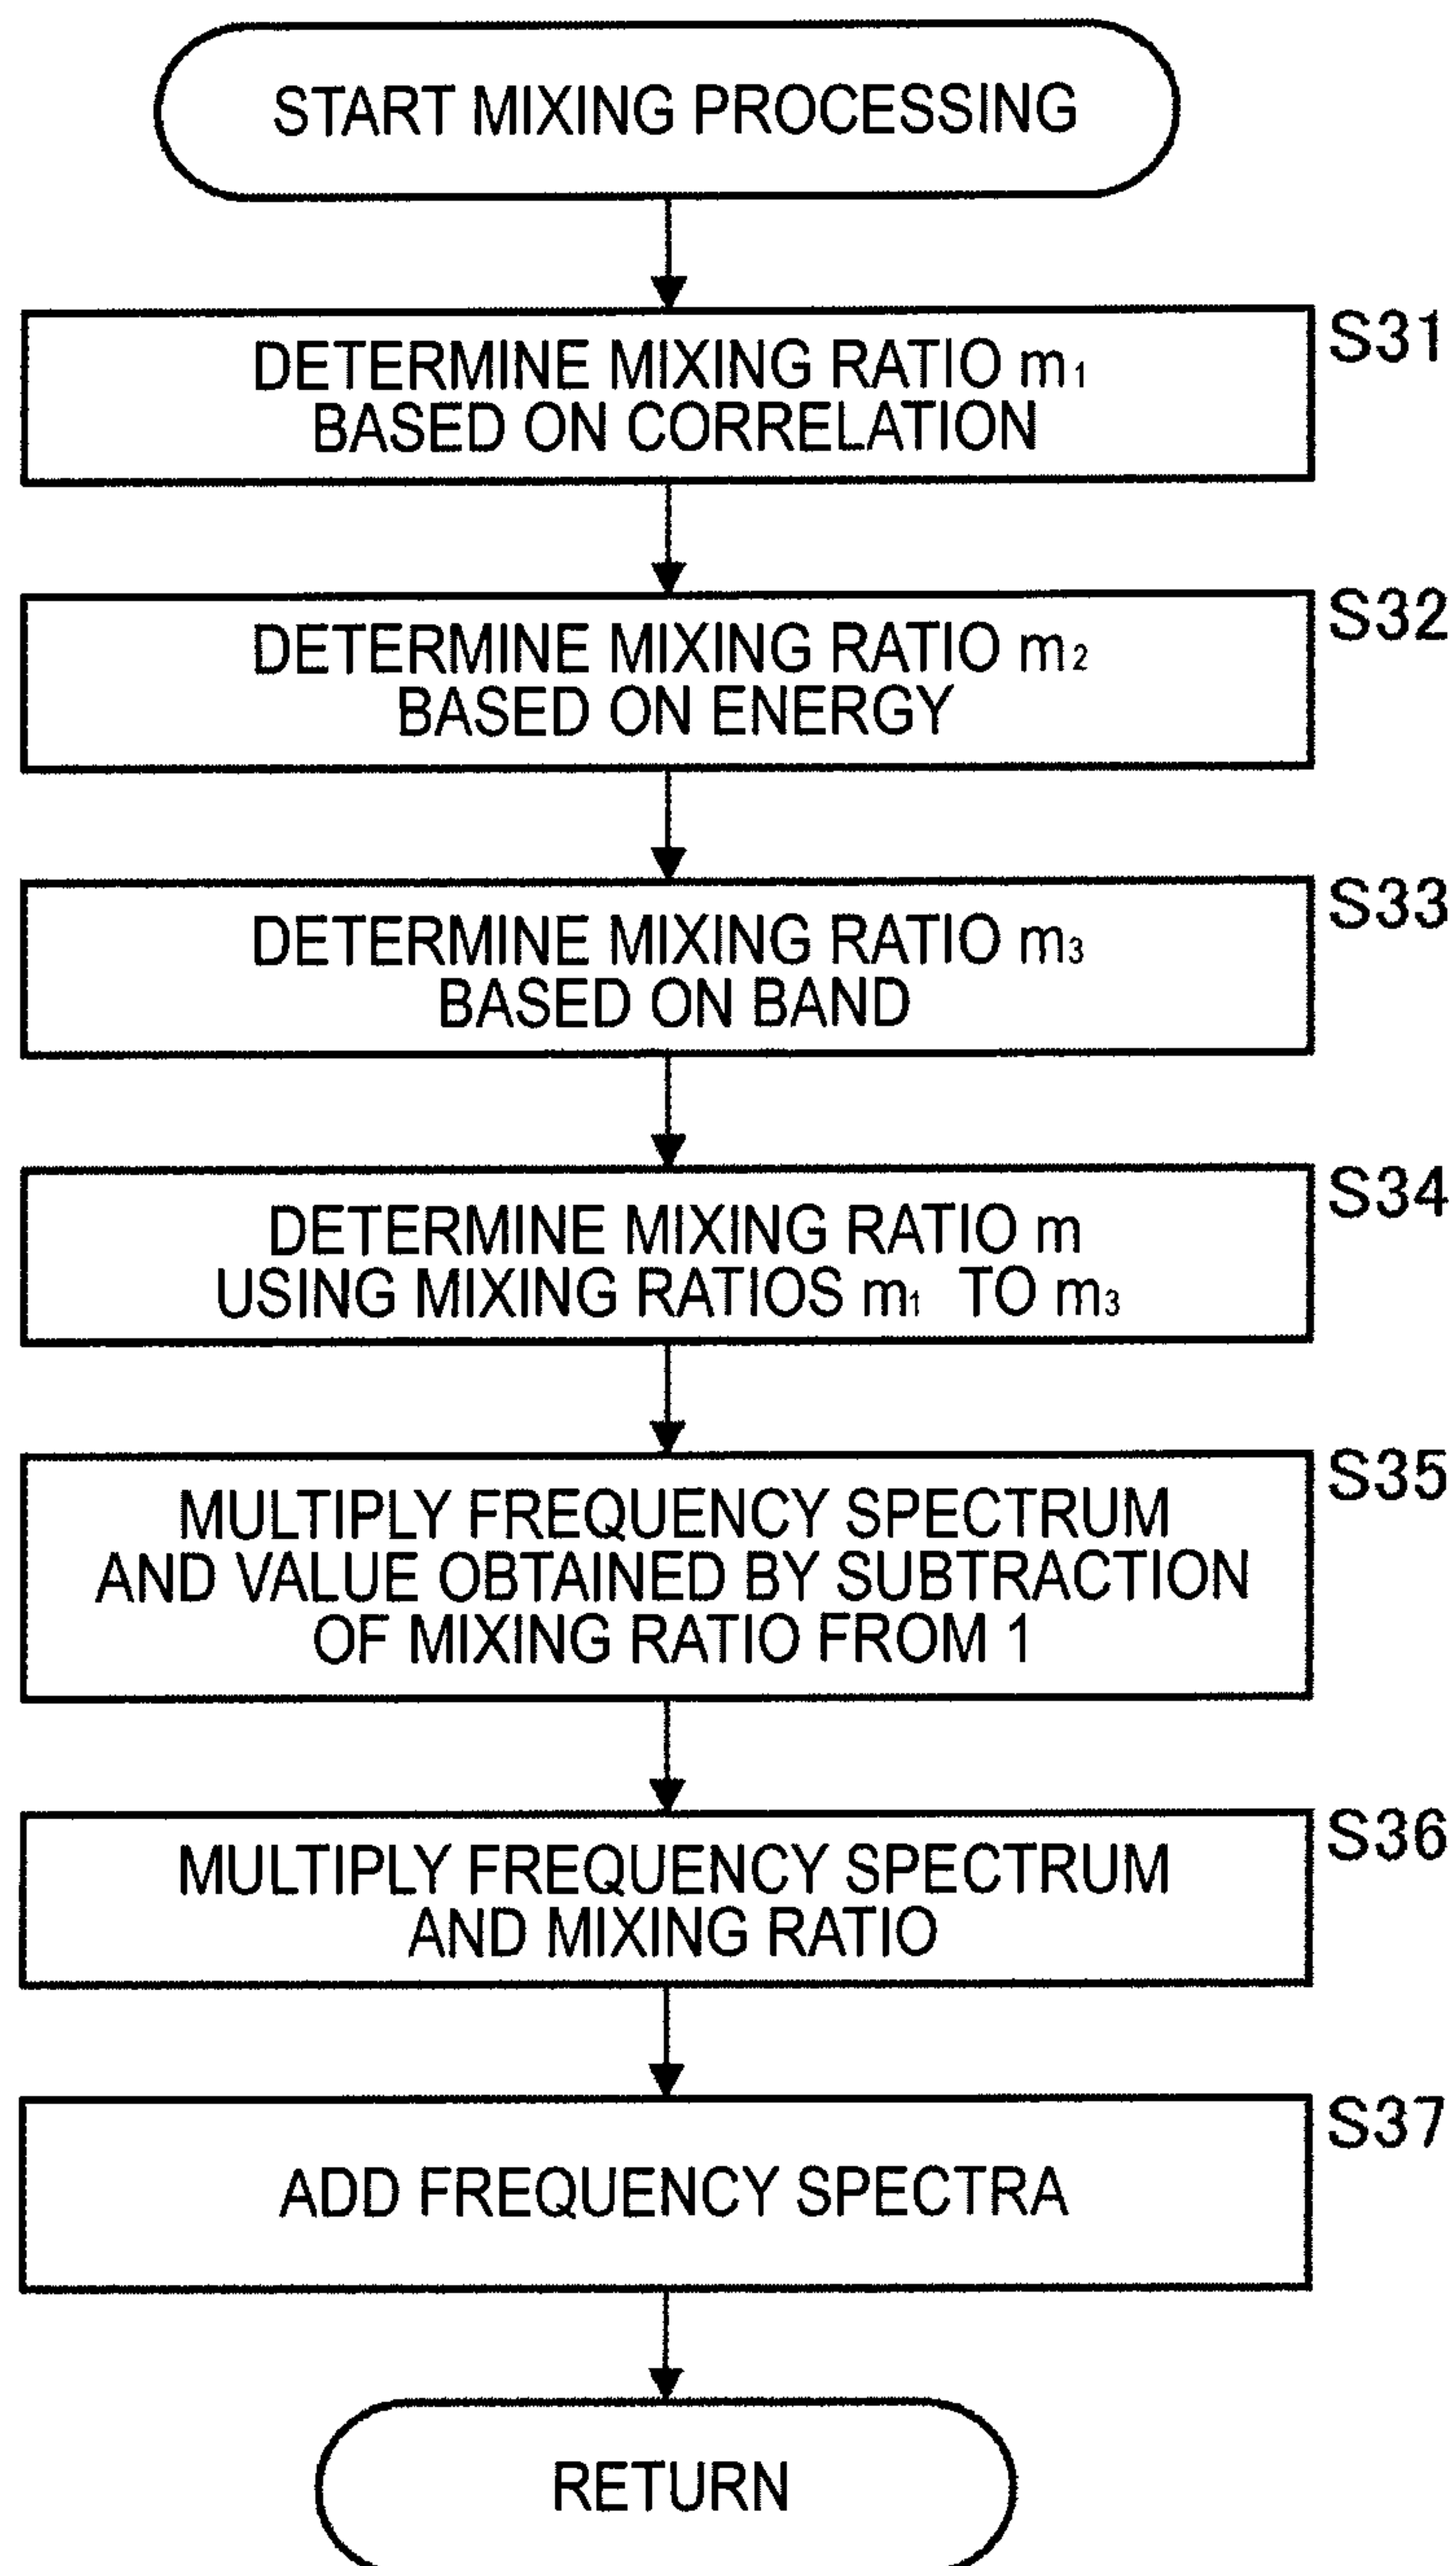 START MIXING PROCESSING
S31
DETERMINE MIXING RATIO m₁
BASED ON CORRELATION
S32
DETERMINE MIXING RATIO m₂
BASED ON ENERGY
S33
DETERMINE MIXING RATIO m₃
BASED ON BAND
S34
DETERMINE MIXING RATIO m
USING MIXING RATIOS m₁ TO m₃
S35
MULTIPLY FREQUENCY SPECTRUM
AND VALUE OBTAINED BY SUBTRACTION
OF MIXING RATIO FROM 1
S36
MULTIPLY FREQUENCY SPECTRUM
AND MIXING RATIO
S37
ADD FREQUENCY SPECTRA
RETURN